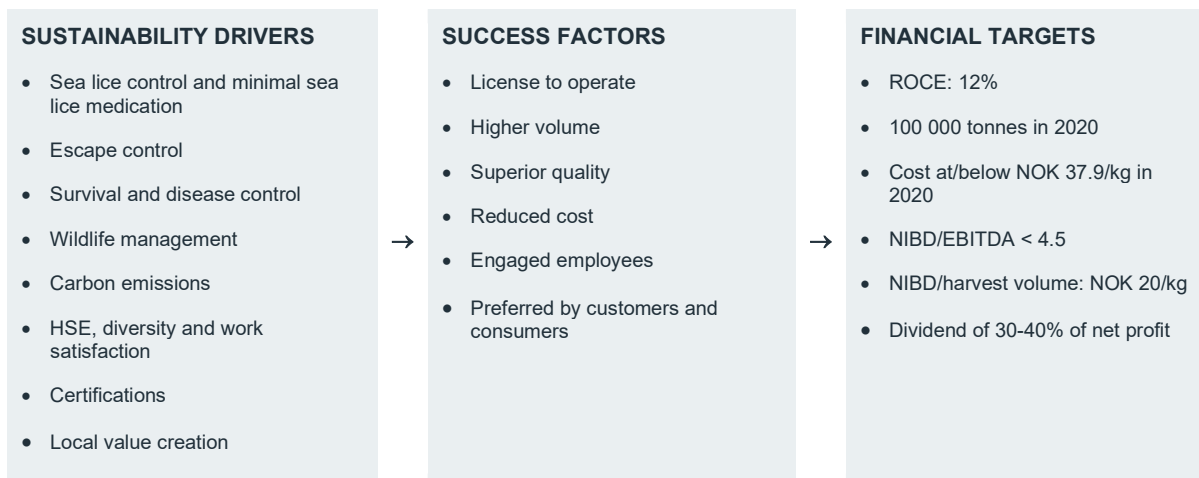 SUSTAINABILITY DRIVERS
• Sea lice control and minimal sea
lice medication
• Escape control
• Survival and disease control
• Wildlife management
• Carbon emissions
• HSE, diversity and work
satisfaction
• Certifications
• Local value creation
→
SUCCESS FACTORS
• License to operate
• Higher volume
• Superior quality
• Reduced cost
• Engaged employees
• Preferred by customers and
consumers
→
FINANCIAL TARGETS
• ROCE: 12%
• 100 000 tonnes in 2020
• Cost at/below NOK 37.9/kg in
2020
• NIBD/EBITDA < 4.5
• NIBD/harvest volume: NOK 20/kg
• Dividend of 30-40% of net profit